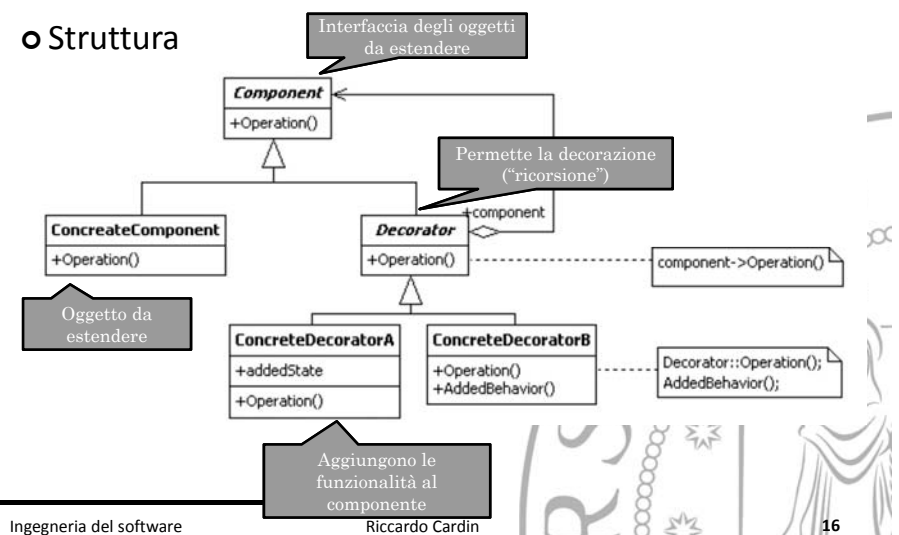 Struttura
Interfaccia degli oggetti
da estendere
Component
+Operation()
Permette la decorazione
("ricorsione")
+component
ConcreateComponent
+Operation()
Decorator
+Operation()
component->Operation()
Oggetto da
estendere
ConcreteDecoratorA
+addedState
+Operation()
ConcreteDecoratorB
+Operation()
+AddedBehavior()
Decorator::Operation();
AddedBehavior();
Aggiungono le
funzionalità al
componente
Ingegneria del software
Riccardo Cardin
16